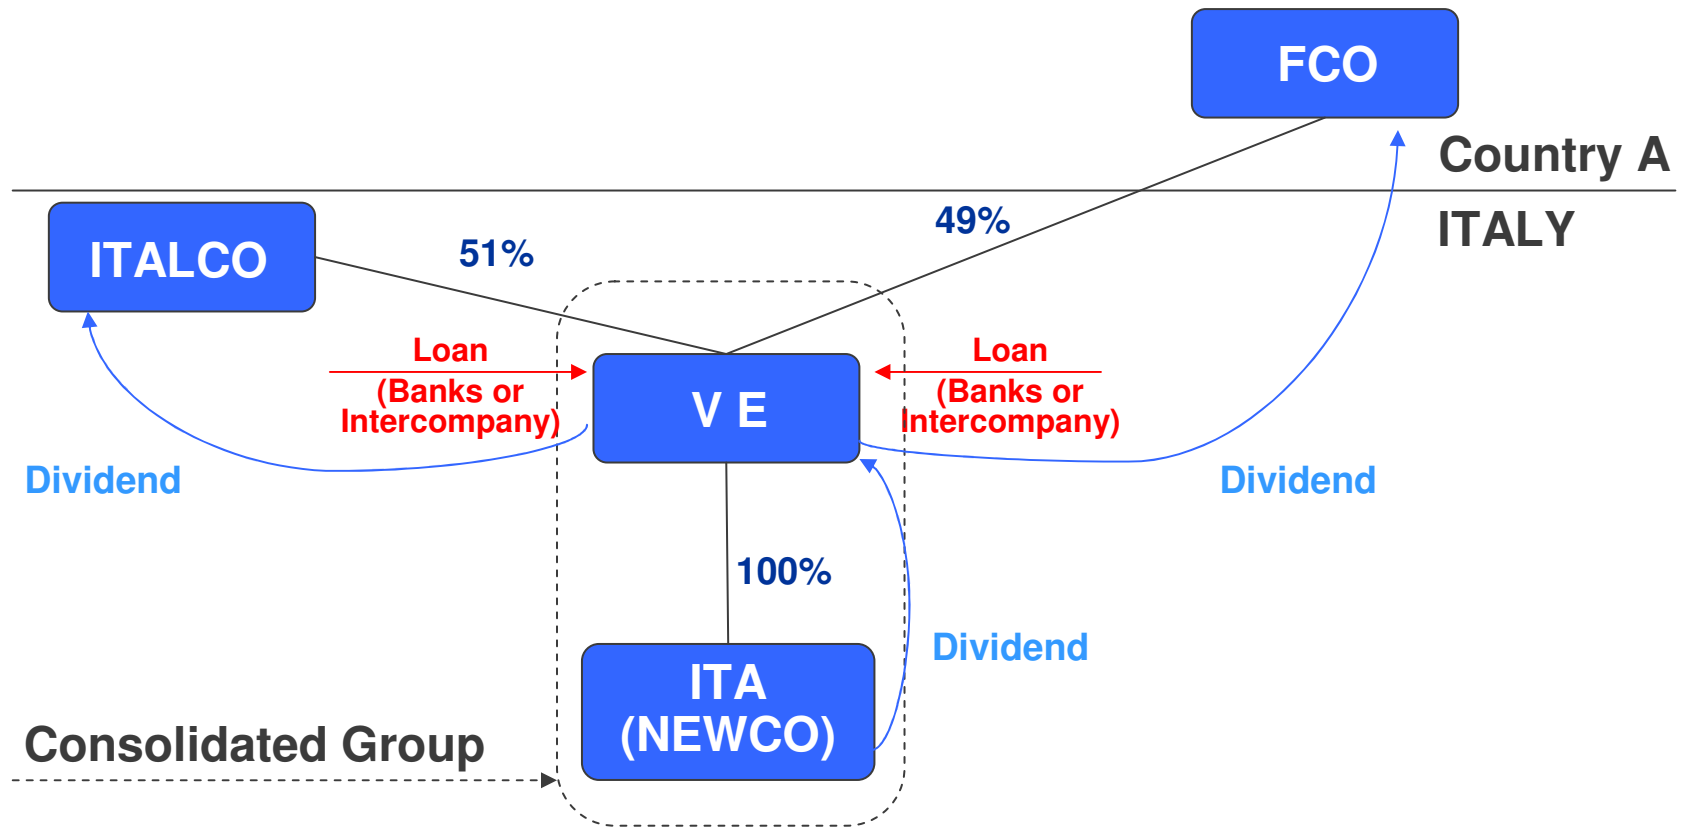 FCO
Country A
ITALY
49%
ITALCO
51%
Loan
(Banks or
Intercompany)
Loan
(Banks or
Intercompany)
V E
Dividend
Dividend
100%
Dividend
ITA
(NEWCO)
Consolidated Group